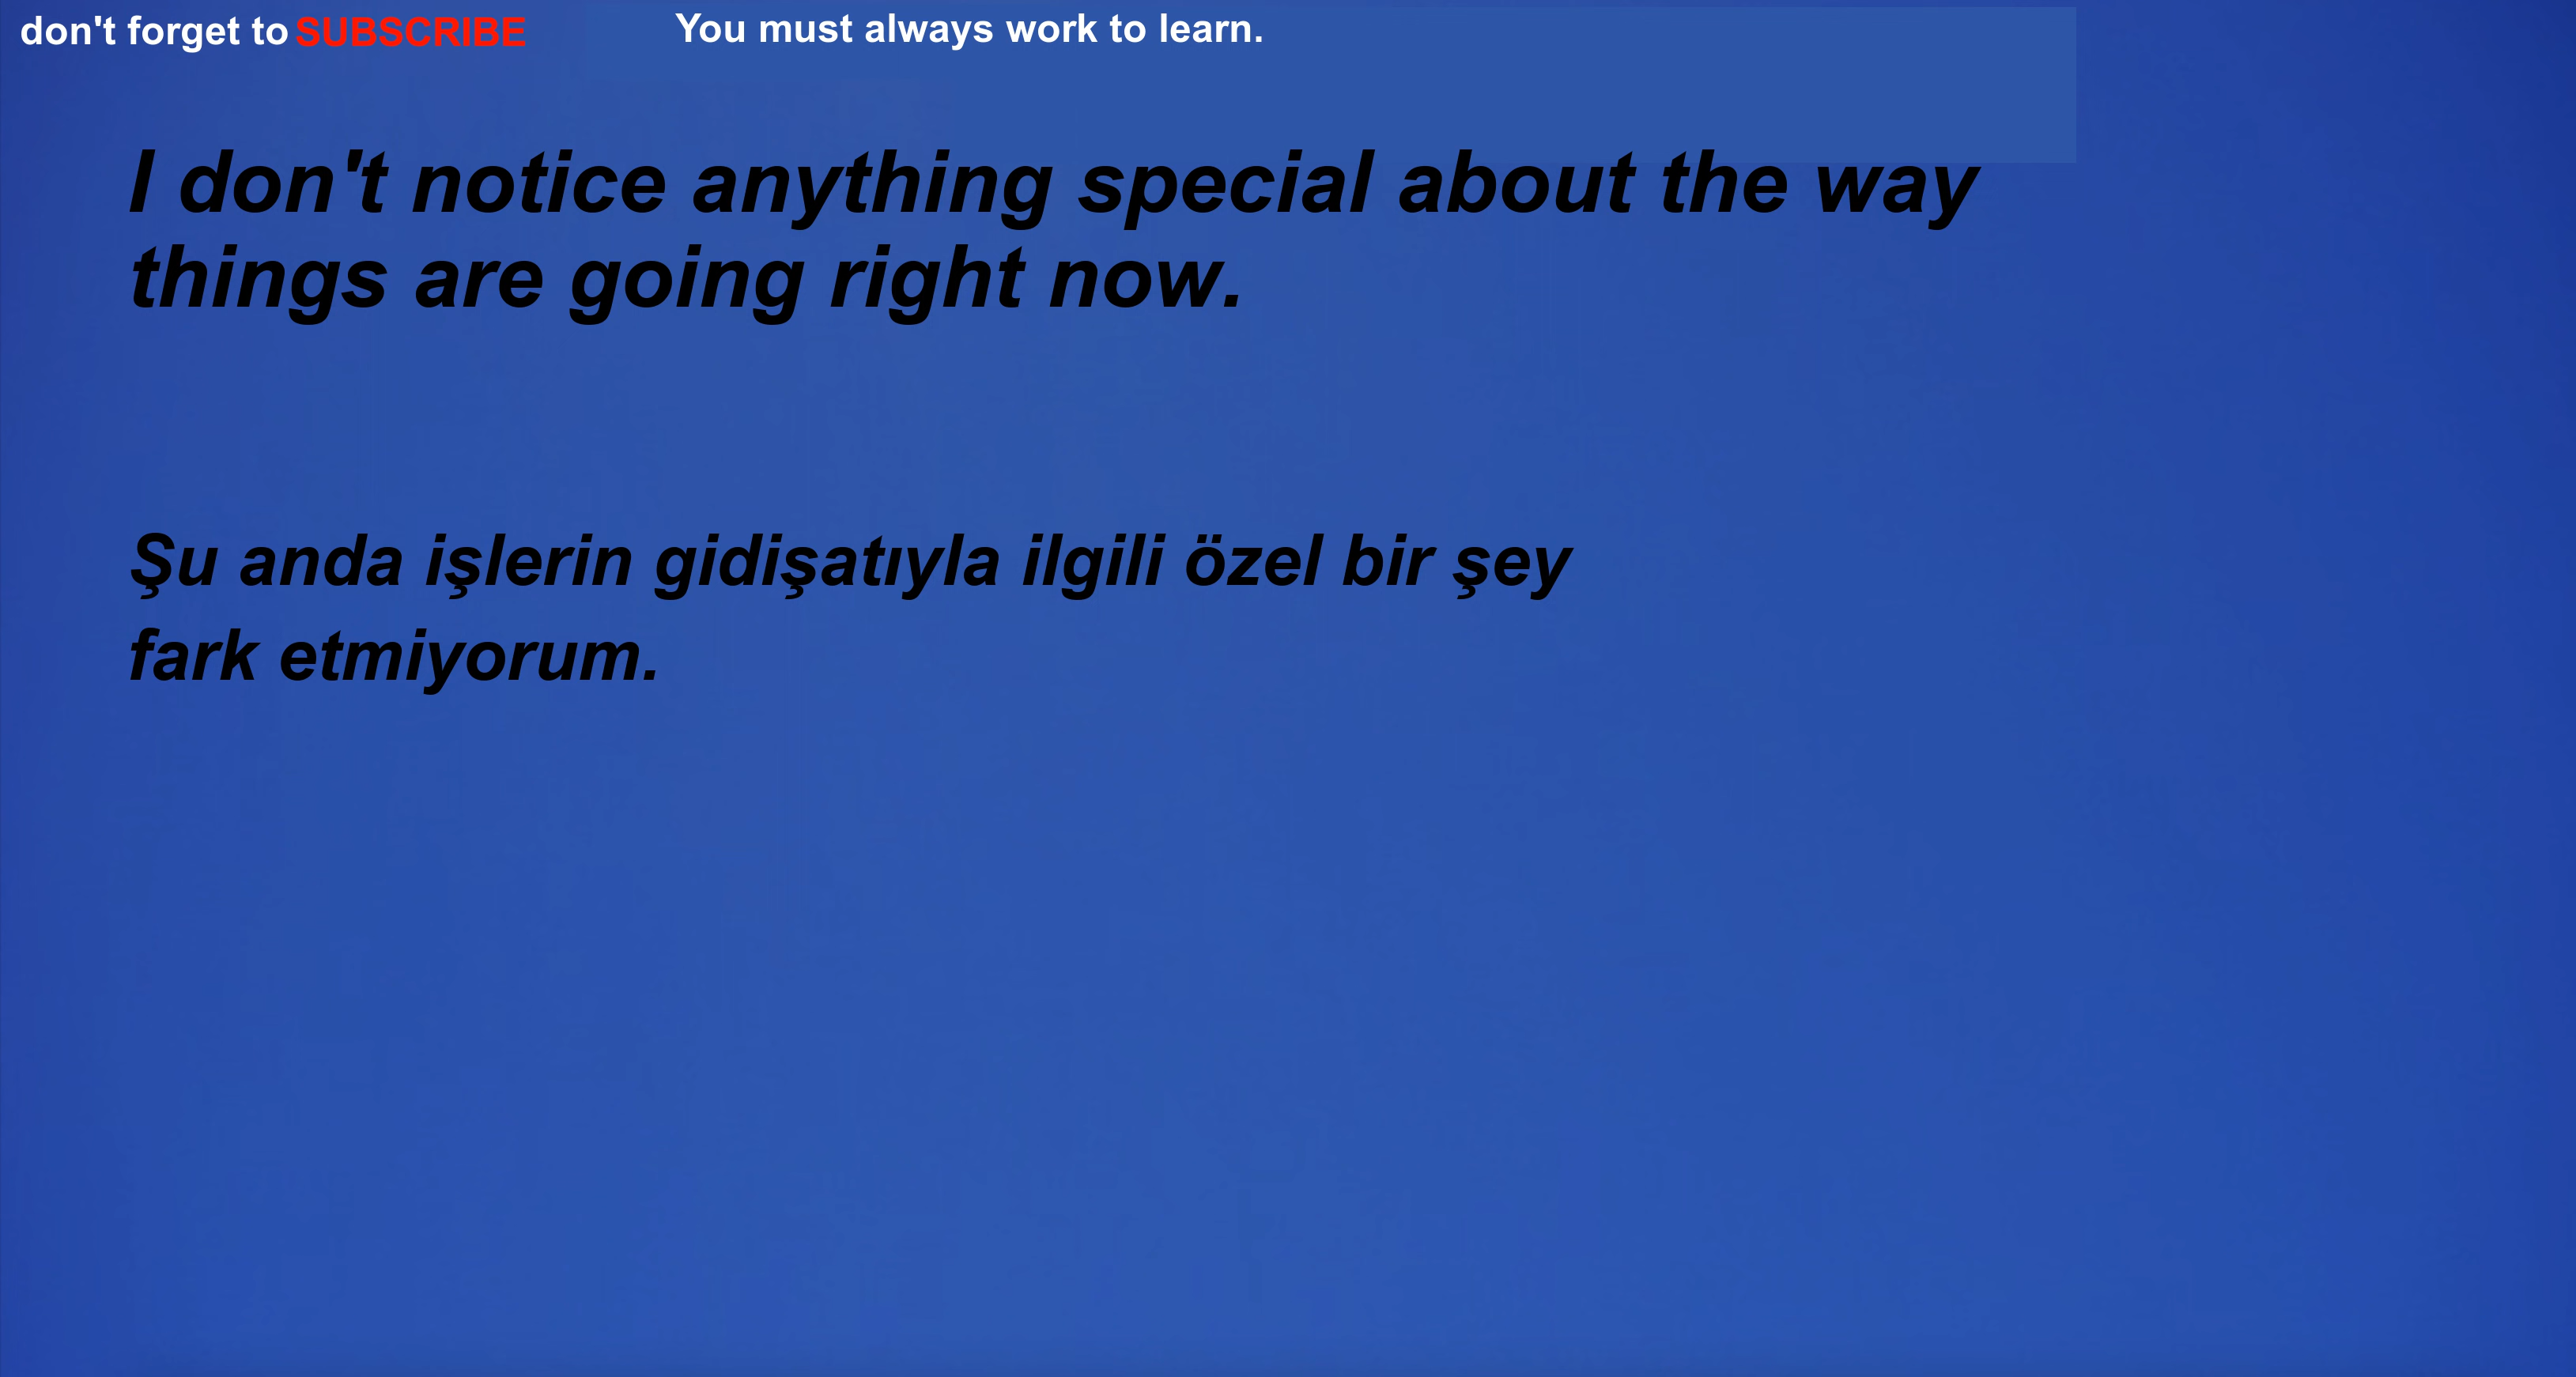 don't forget to SUBSCRIBE
You must always work to learn.
I don't notice anything special about the way
things are going right now.
Şu anda işlerin gidişatıyla ilgili özel bir şey
fark etmiyorum.